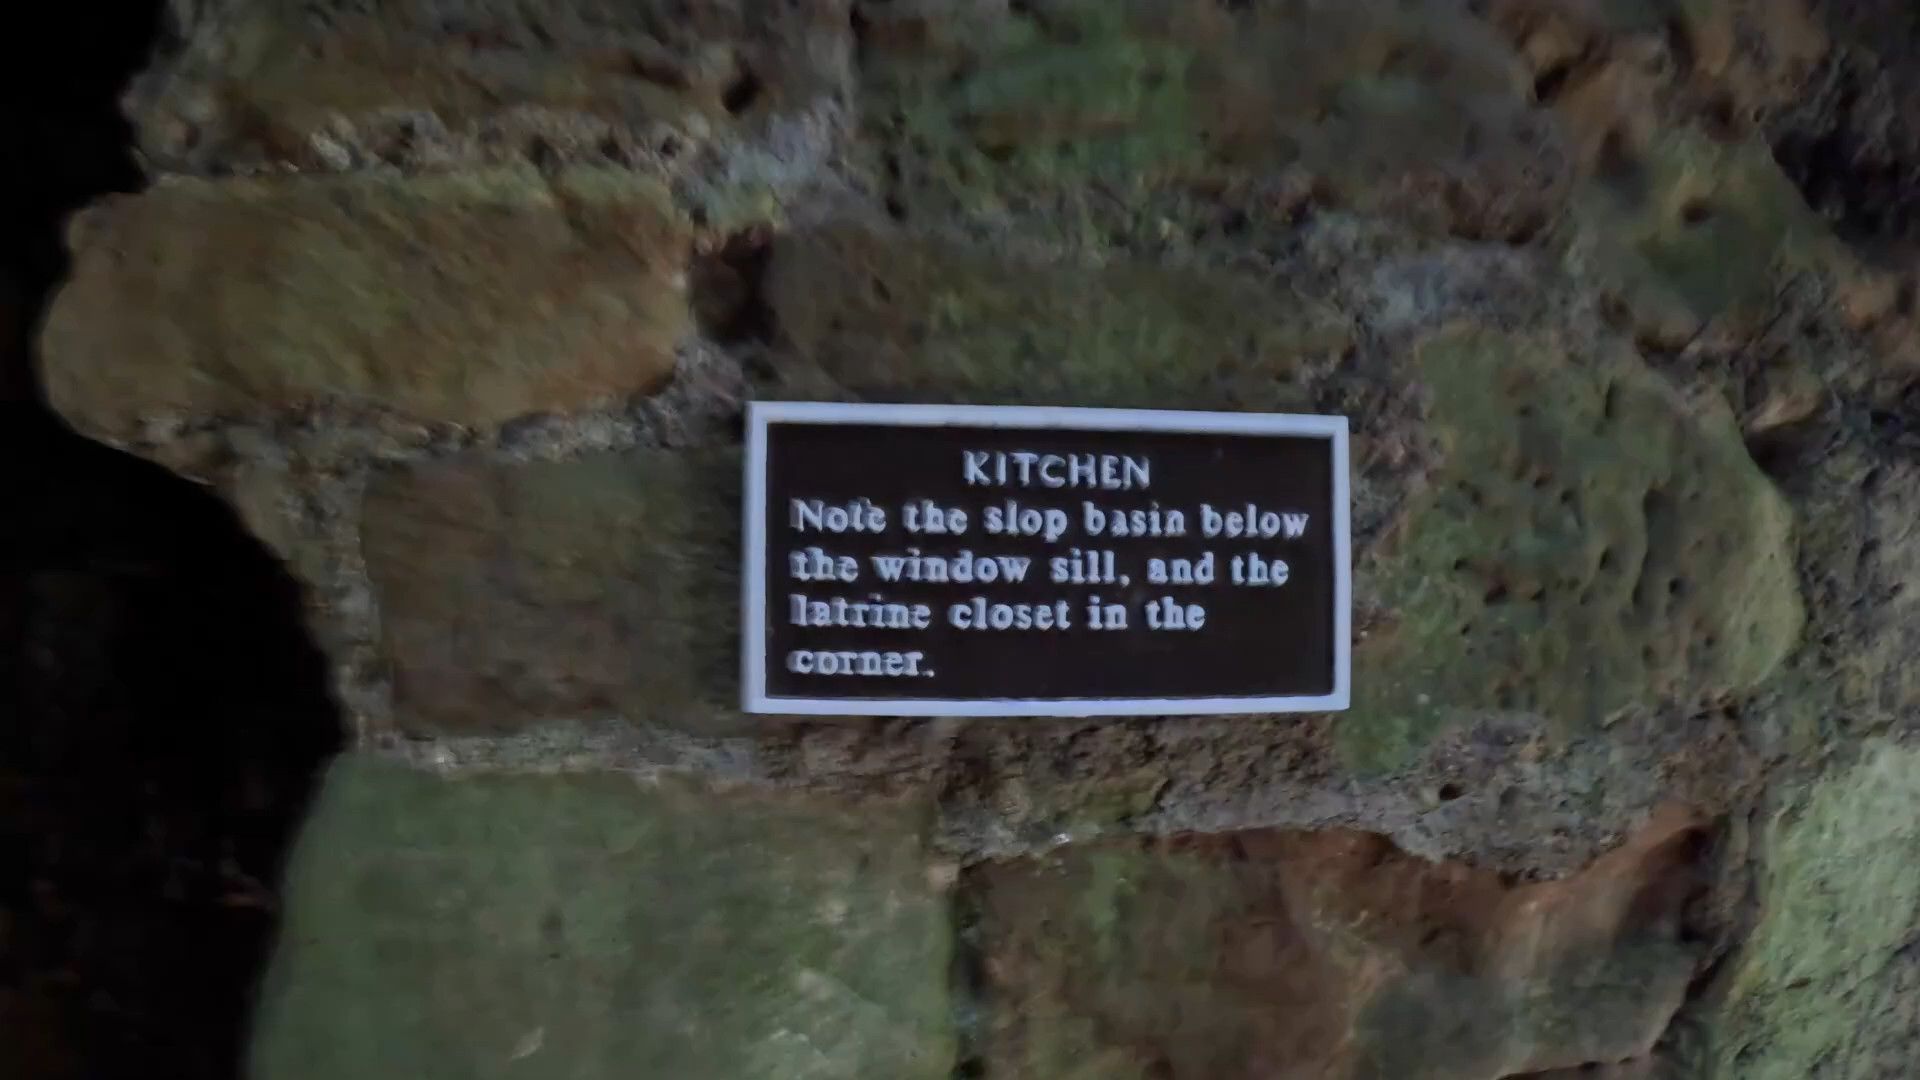 KITCHEN
Note the slop basin below
the window sill, and the
latrine closet in the
corner.